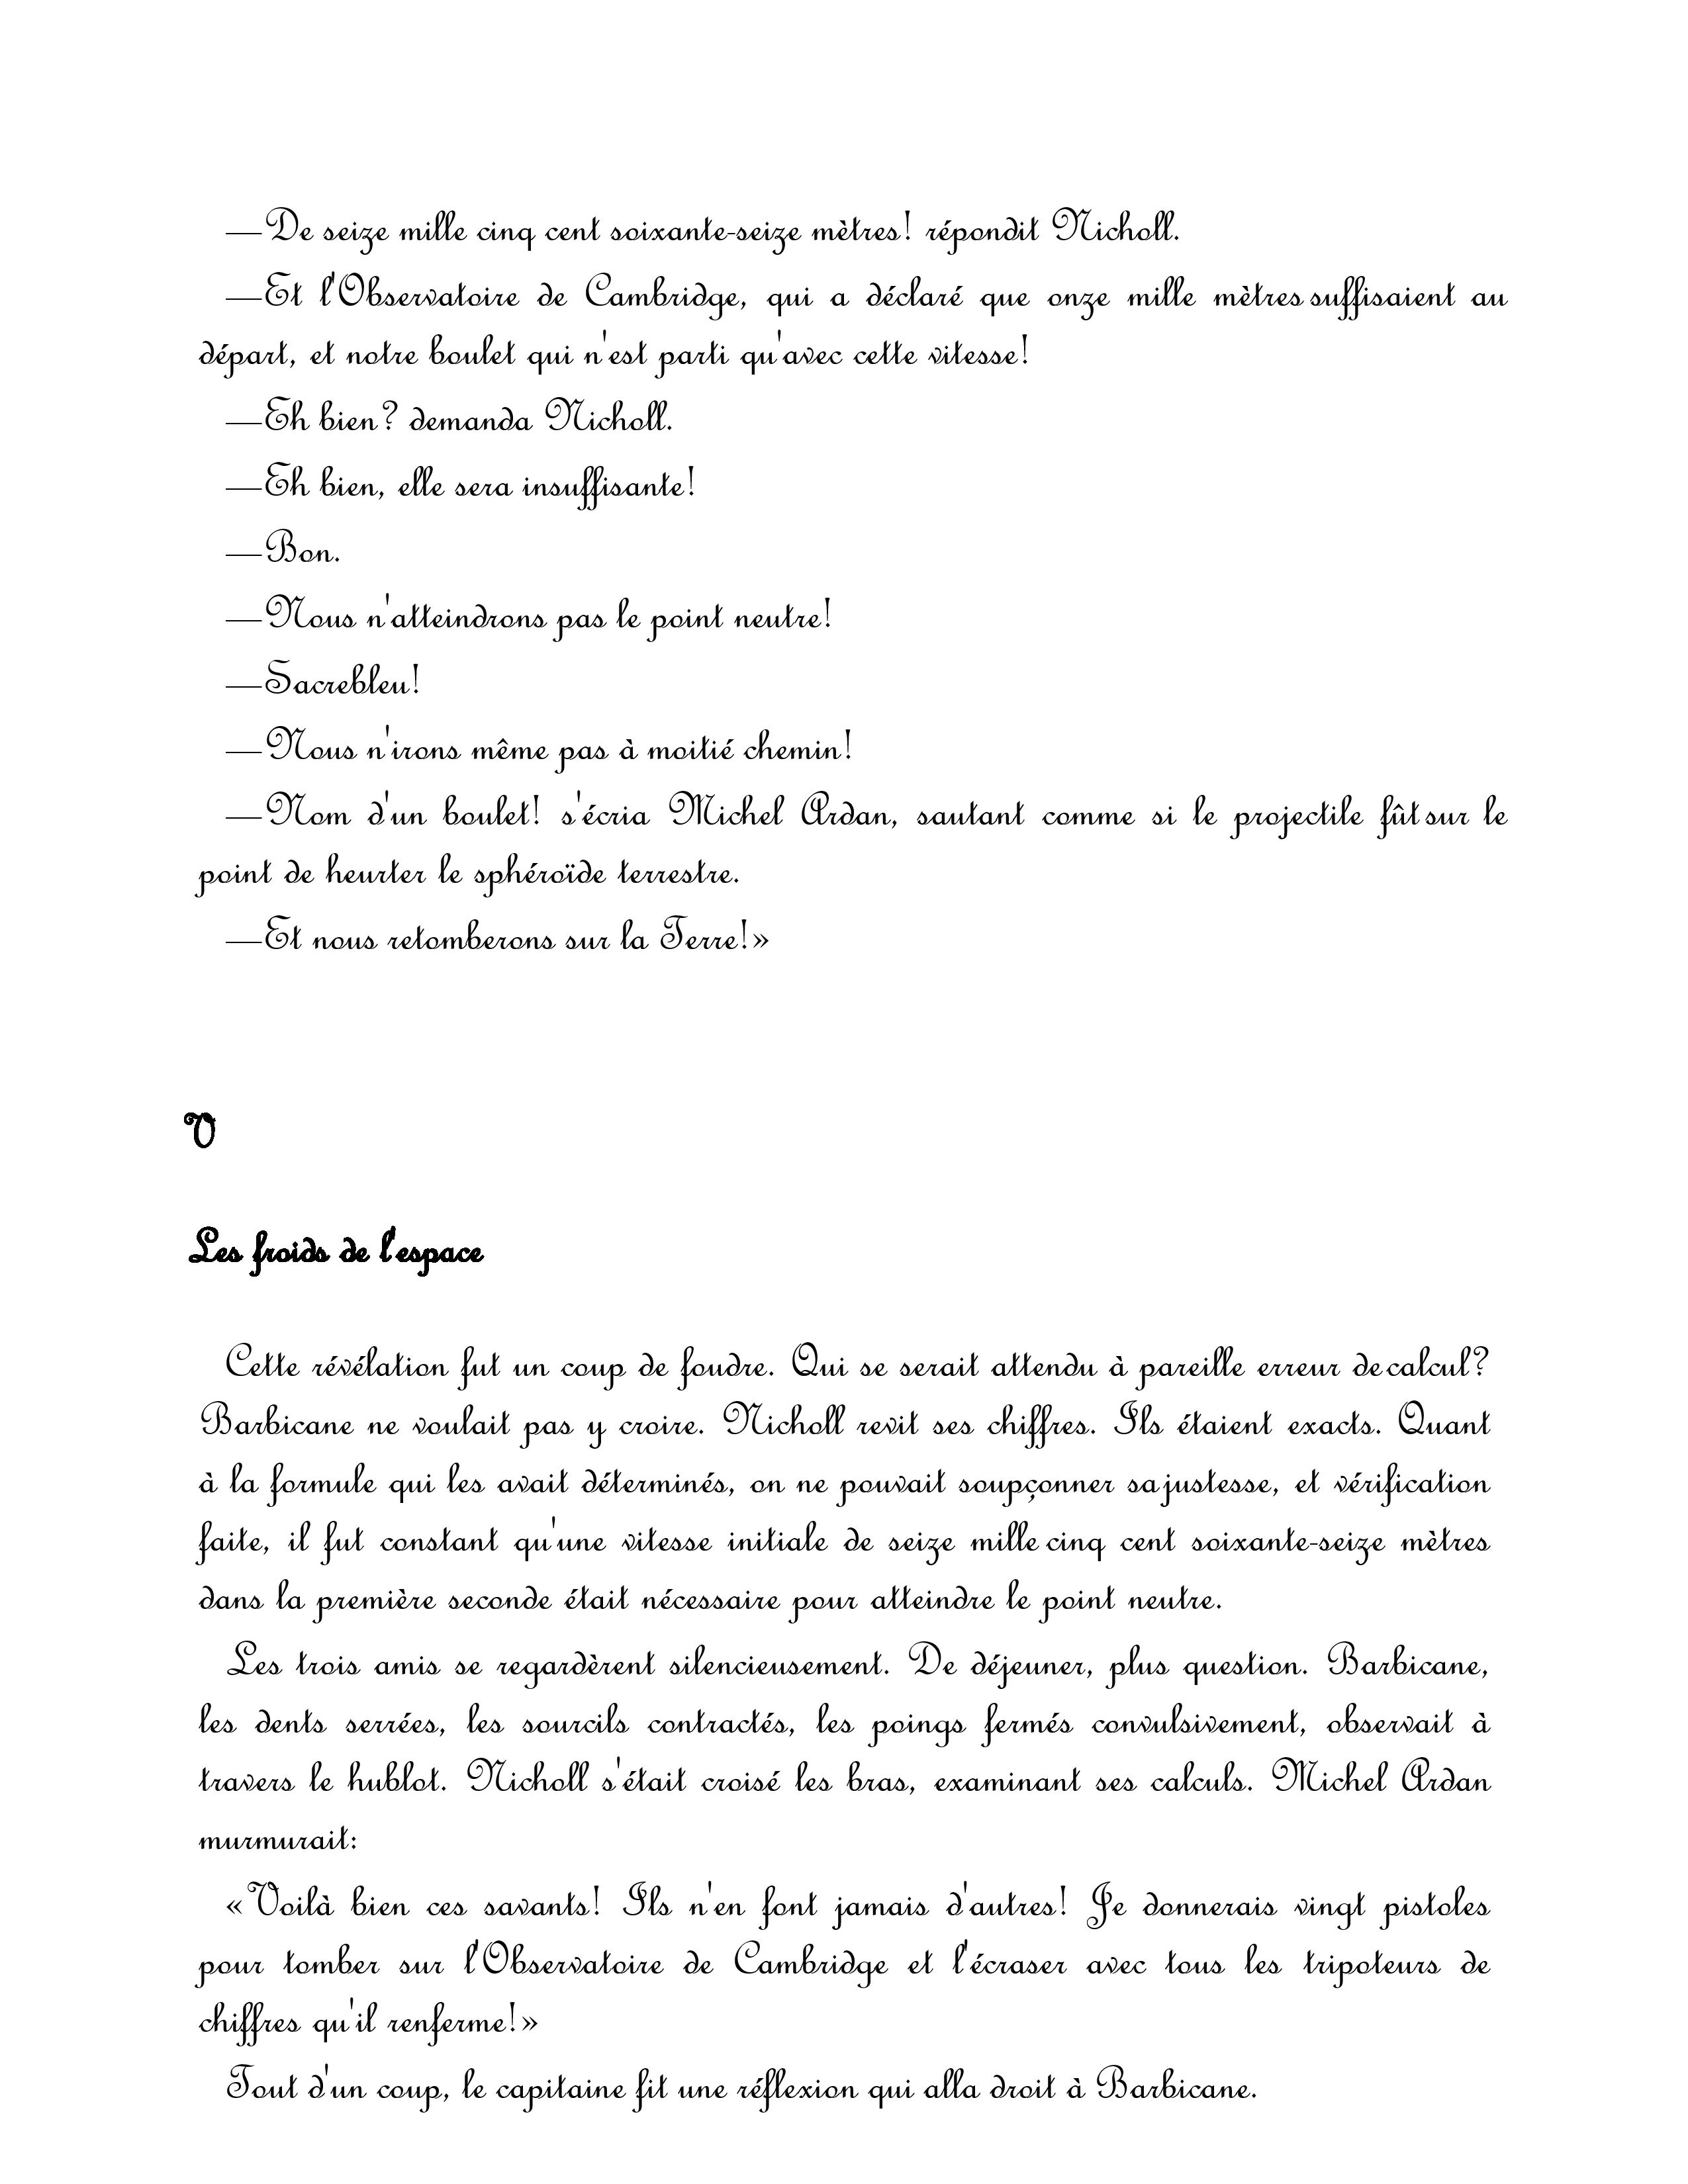 —De seize mille cinq cent soixante-seize mètres! répondit Nicholl.
—Et l'Observatoire de Cambridge, qui a déclaré que onze mille mètres suffisaient au
départ, et notre boulet qui n'est parti qu'avec cette vitesse!
—Eh bien? demanda Nicholl.
—Eh bien, elle sera insuffisante!
—Bon.
—Nous n'atteindrons pas le point neutre!
—Sacrebleu!
—Nous n'irons même pas à moitié chemin!
—Nom d'un boulet! s'écria Michel Ardan, sautant comme si le projectile fût sur le
point de heurter le sphéroïde terrestre.
—Et nous retomberons sur la Terre!»
V
Les froids de l'espace
Cette révélation fut un coup de foudre. Qui se serait attendu à pareille erreur de calcul?
Barbicane ne voulait pas y croire. Nicholl revit ses chiffres. Ils étaient exacts. Quant
à la formule qui les avait déterminés, on ne pouvait soupçonner sa justesse, et vérification
faite, il fut constant qu'une vitesse initiale de seize mille cinq cent soixante-seize mètres
dans la première seconde était nécessaire pour atteindre le point neutre.
Les trois amis se regardèrent silencieusement. De déjeuner, plus question. Barbicane,
les dents serrées, les sourcils contractés, les poings fermés convulsivement, observait à
travers le hublot. Nicholl s'était croisé les bras, examinant ses calculs. Michel Ardan
murmurait:
«Voilà bien ces savants! Ils n'en font jamais d'autres! Je donnerais vingt pistoles
pour tomber sur l'Observatoire de Cambridge et l'écraser avec tous les tripoteurs de
chiffres qu'il renferme!»
Tout d'un coup, le capitaine fit une réflexion qui alla droit à Barbicane.